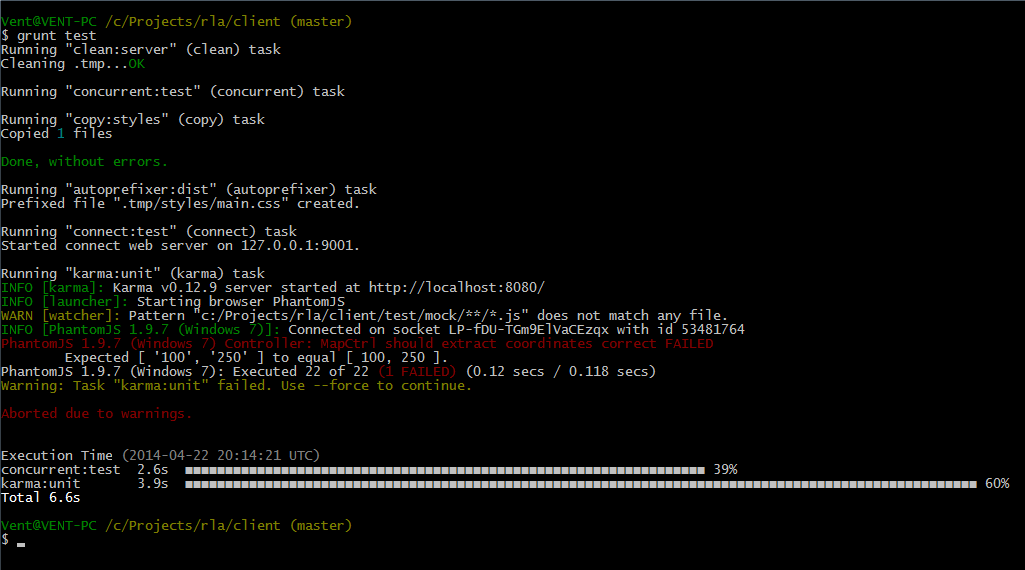 Vent@VENT-PC /c/Projects/rla/client (master)
$ grunt test
Running "clean:server" (clean) task
Cleaning .tmp...OK
Running "concurrent:test" (concurrent) task
Running "copy:styles" (copy) task
Copied 1 files
Done, without errors.
Running "autoprefixer:dist" (autoprefixer) task
Prefixed file ".tmp/styles/main.css" created.
Running "connect:test" (connect) task
Started connect web server on 127.0.0.1:9001.
Running "karma:unit" (karma) task
INFO [karma]: Karma v0.12.9 server started at http://localhost:8080/
INFO [launcher]: Starting browser PhantomJS
WARN [watcher]: Pattern "c:/Projects/rla/client/test/mock/**/*.js" does not match any file.
INFO [PhantomJS 1.9.7 (Windows 7)]: Connected on socket LP-fDU-TGm9ElVaCEzqx with id 53481764
PhantomJS 1.9.7 (Windows 7) Controller: MapCtrl should extract coordinates correct FAILED
Expected [ '100', '250' ] to equal [ 100, 250 ].
PhantomJS 1.9.7 (Windows 7): Executed 22 of 22 (1 FAILED) (0.12 secs / 0.118 secs)
Warning: Task "karma:unit" failed. Use --force to continue.
Aborted due to warnings.
Execution Time (2014-04-22 20:14:21 UTC)
concurrent:test 2.6s 39%
karma:unit 3.9s 60%
Total 6.6s
Vent@VENT-PC /c/Projects/rla/client (master)
$